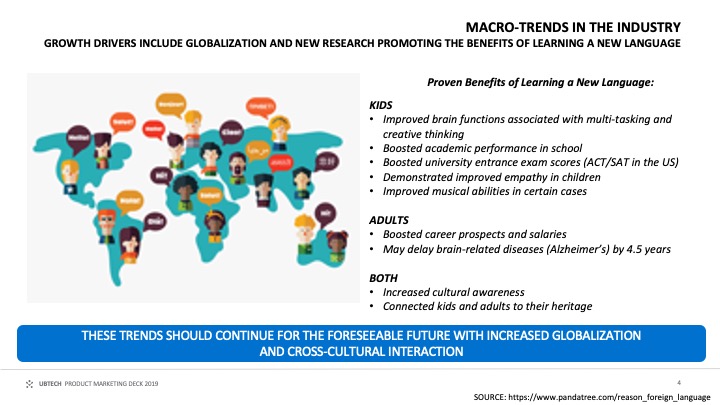 MACRO-TRENDS IN THE INDUSTRY
GROWTH DRIVERS INCLUDE GLOBALIZATION AND NEW RESEARCH PROMOTING THE BENEFITS OF LEARNING A NEW LANGUAGE
Hello!
Salut!
Bonjour!
Ciao!
ПРИВЕТ!
你好
Hi!
Hola!
Olá!
Salut!
Hi!
Proven Benefits of Learning a New Language:
KIDS
• Improved brain functions associated with multi-tasking and
creative thinking
• Boosted academic performance in school
• Boosted university entrance exam scores (ACT/SAT in the US)
• Demonstrated improved empathy in children
• Improved musical abilities in certain cases
ADULTS
• Boosted career prospects and salaries
• May delay brain-related diseases (Alzheimer's) by 4.5 years
BOTH
• Increased cultural awareness
• Connected kids and adults to their heritage
THESE TRENDS SHOULD CONTINUE FOR THE FORESEEABLE FUTURE WITH INCREASED GLOBALIZATION
AND CROSS-CULTURAL INTERACTION
UBTECH PRODUCT MARKETING DECK 2019
4
SOURCE: https://www.pandatree.com/reason_foreign_language